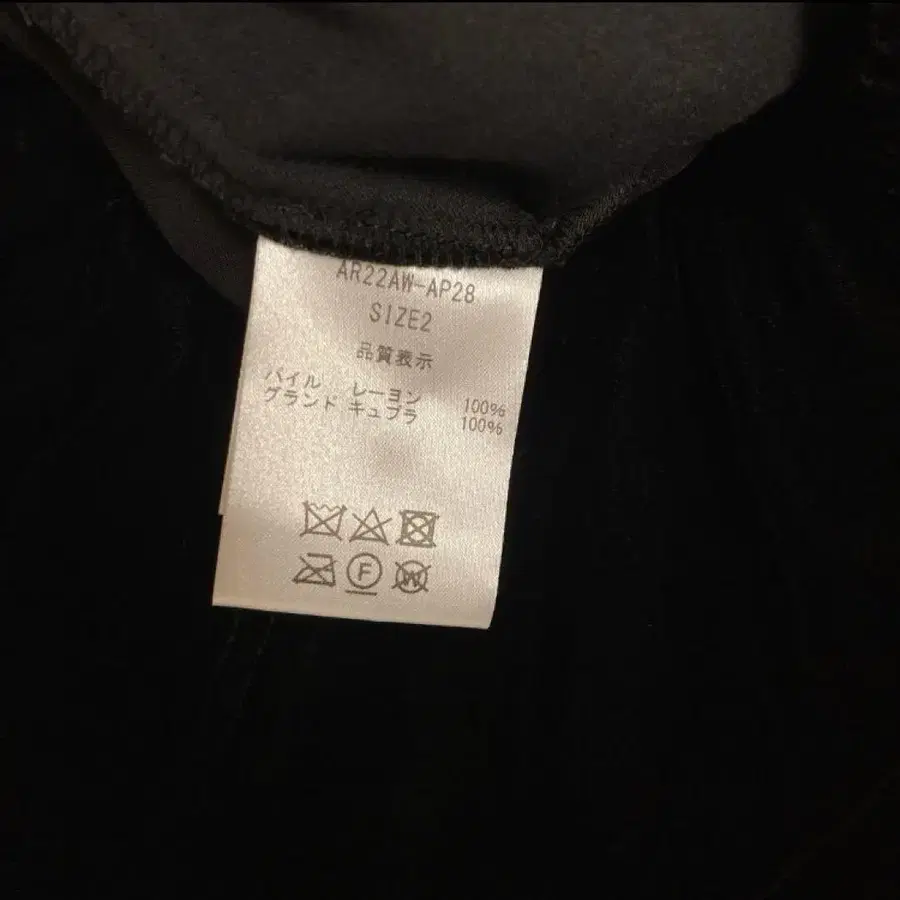 AR22AW-AP28
SIZE2
品質表示
パイル レーヨン 100%
グランド キュプラ 100%
F W